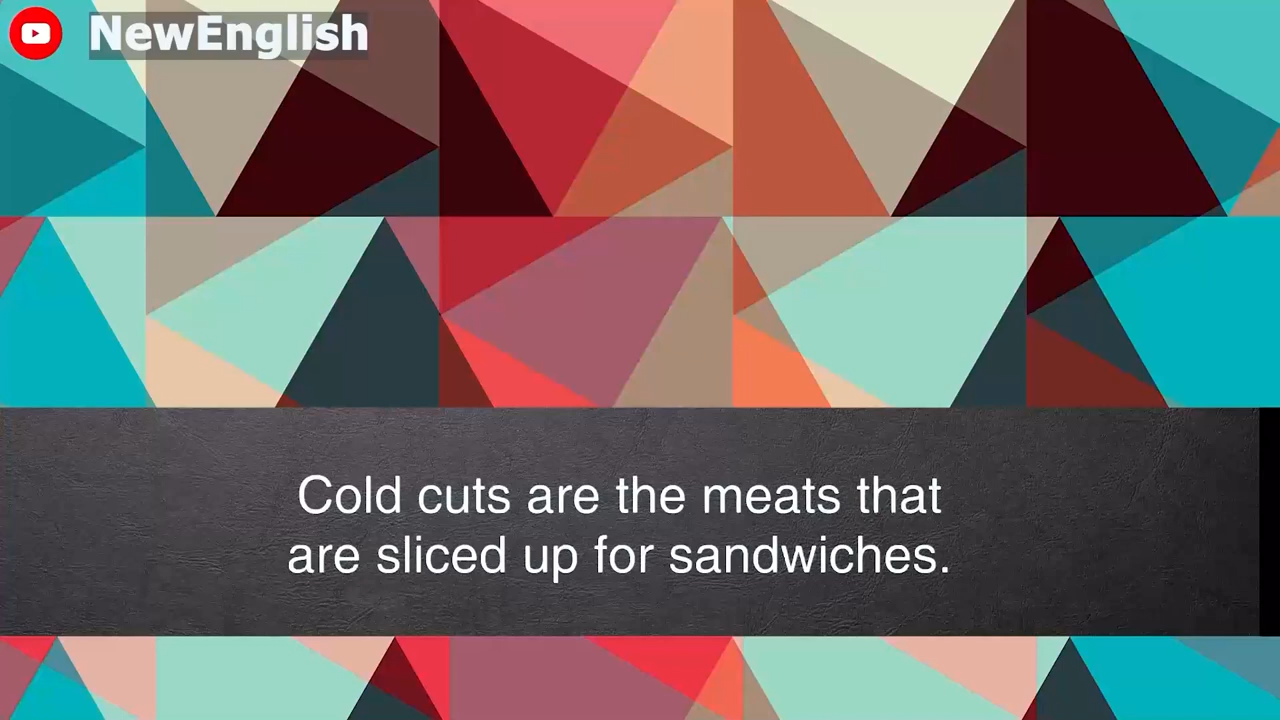 NewEnglish
Cold cuts are the meats that
are sliced up for sandwiches.